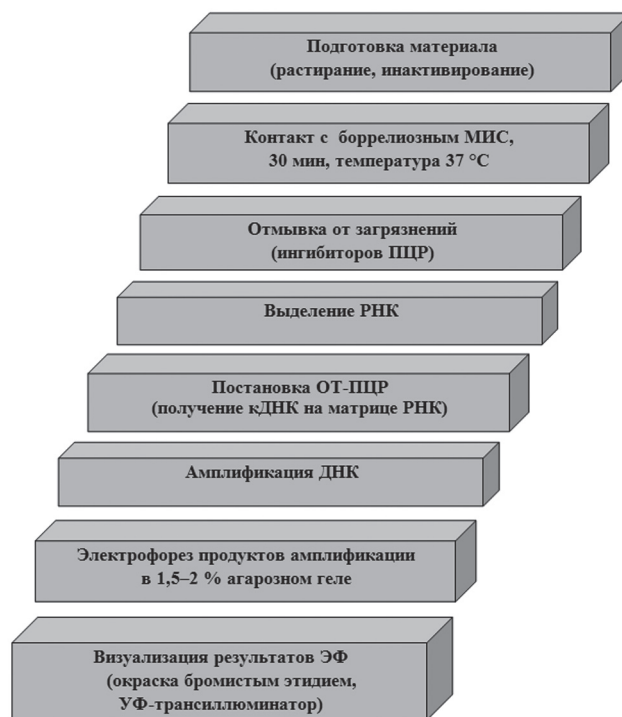 Подготовка материала
(растирание, инактивирование)
Контакт с боррелиозным МИС,
30 мин, температура 37 °С
Отмывка от загрязнений
(ингибиторов ПЦР)
Выделение РНК
Постановка ОТ-ПЦР
(получение кДНК на матрице РНК)
Амплификация ДНК
Электрофорез продуктов амплификации
в 1,5–2 % агарозном геле
Визуализация результатов ЭФ
(окраска бромистым этидием,
УФ-трансиллюминатор)